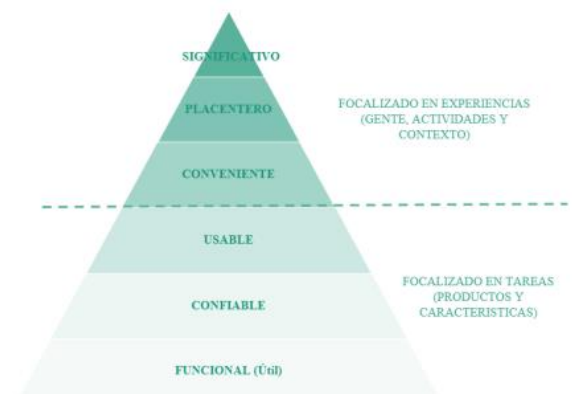 SIGNIFICATIVO
PLACENTERO
FOCALIZADO EN EXPERIENCIAS
(GENTE, ACTIVIDADES Y
CONTEXTO)
CONVENIENTE
USABLE
FOCALIZADO EN TAREAS
(PRODUCTOS Y
CARACTERISTICAS)
CONFIABLE
FUNCIONAL (Útil)